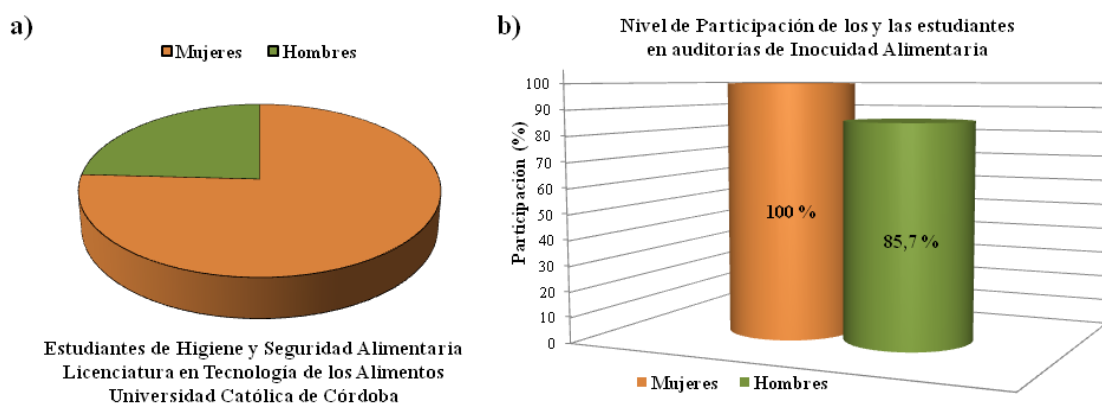 a)
Mujeres Hombres
Estudiantes de Higiene y Seguridad Alimentaria
Licenciatura en Tecnología de los Alimentos
Universidad Católica de Córdoba
b)
Nivel de Participación de los y las estudiantes
en auditorías de Inocuidad Alimentaria
Participación (%)
100
90
80
70
60
50
40
30
20
10
0
100 %
85,7 %
Mujeres Hombres